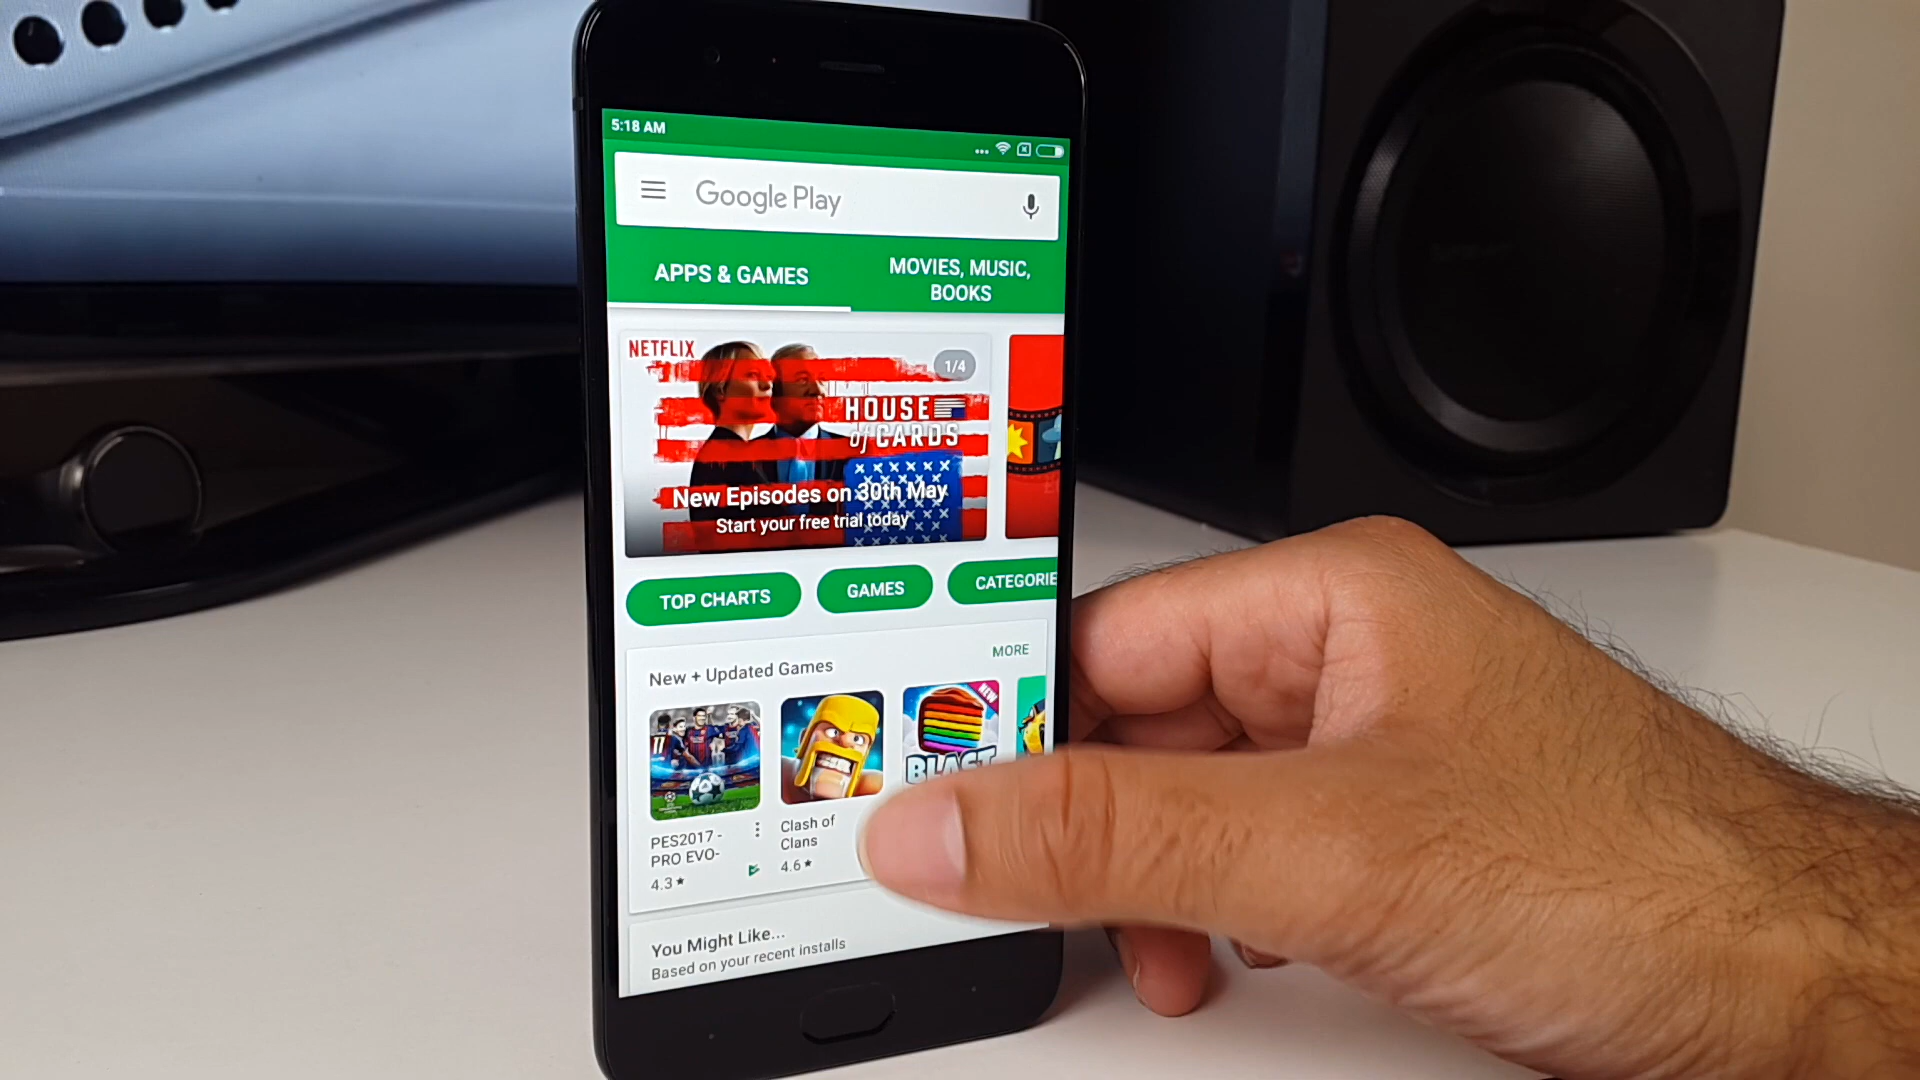 5:18 AM
Google Play
APPS & GAMES
MOVIES, MUSIC,
BOOKS
NETFLIX
1/4
HOUSE
of CARDS
New Episodes on 30th May
Start your free trial today
TOP CHARTS
GAMES
CATEGORIE
New + Updated Games
MORE
NEW
BLAST
PES2017 -
PRO EVO-
4.3★
Clash of
Clans
4.6★
You Might Like...
Based on your recent installs